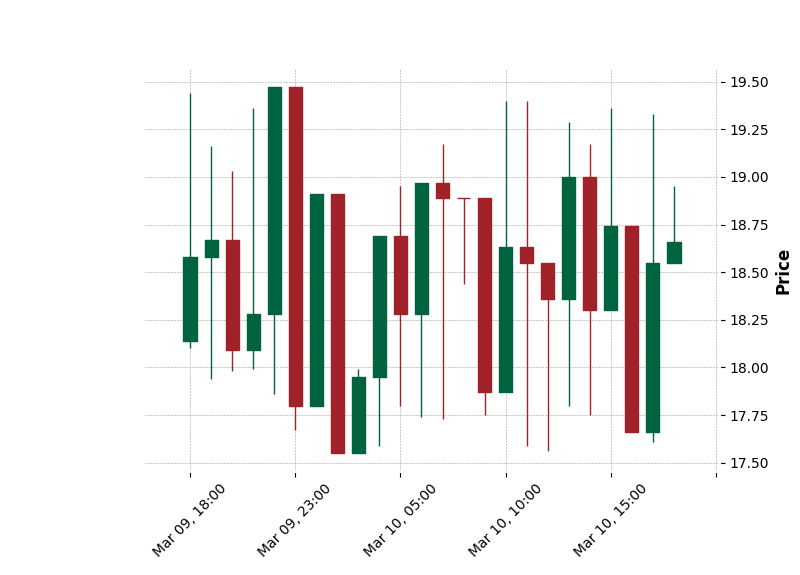 19.50
19.25
19.00
18.75
18.50
18.25
18.00
17.75
17.50
Price
Mar 09, 18:00
Mar 09, 23:00
Mar 10, 05:00
Mar 10, 10:00
Mar 10, 15:00